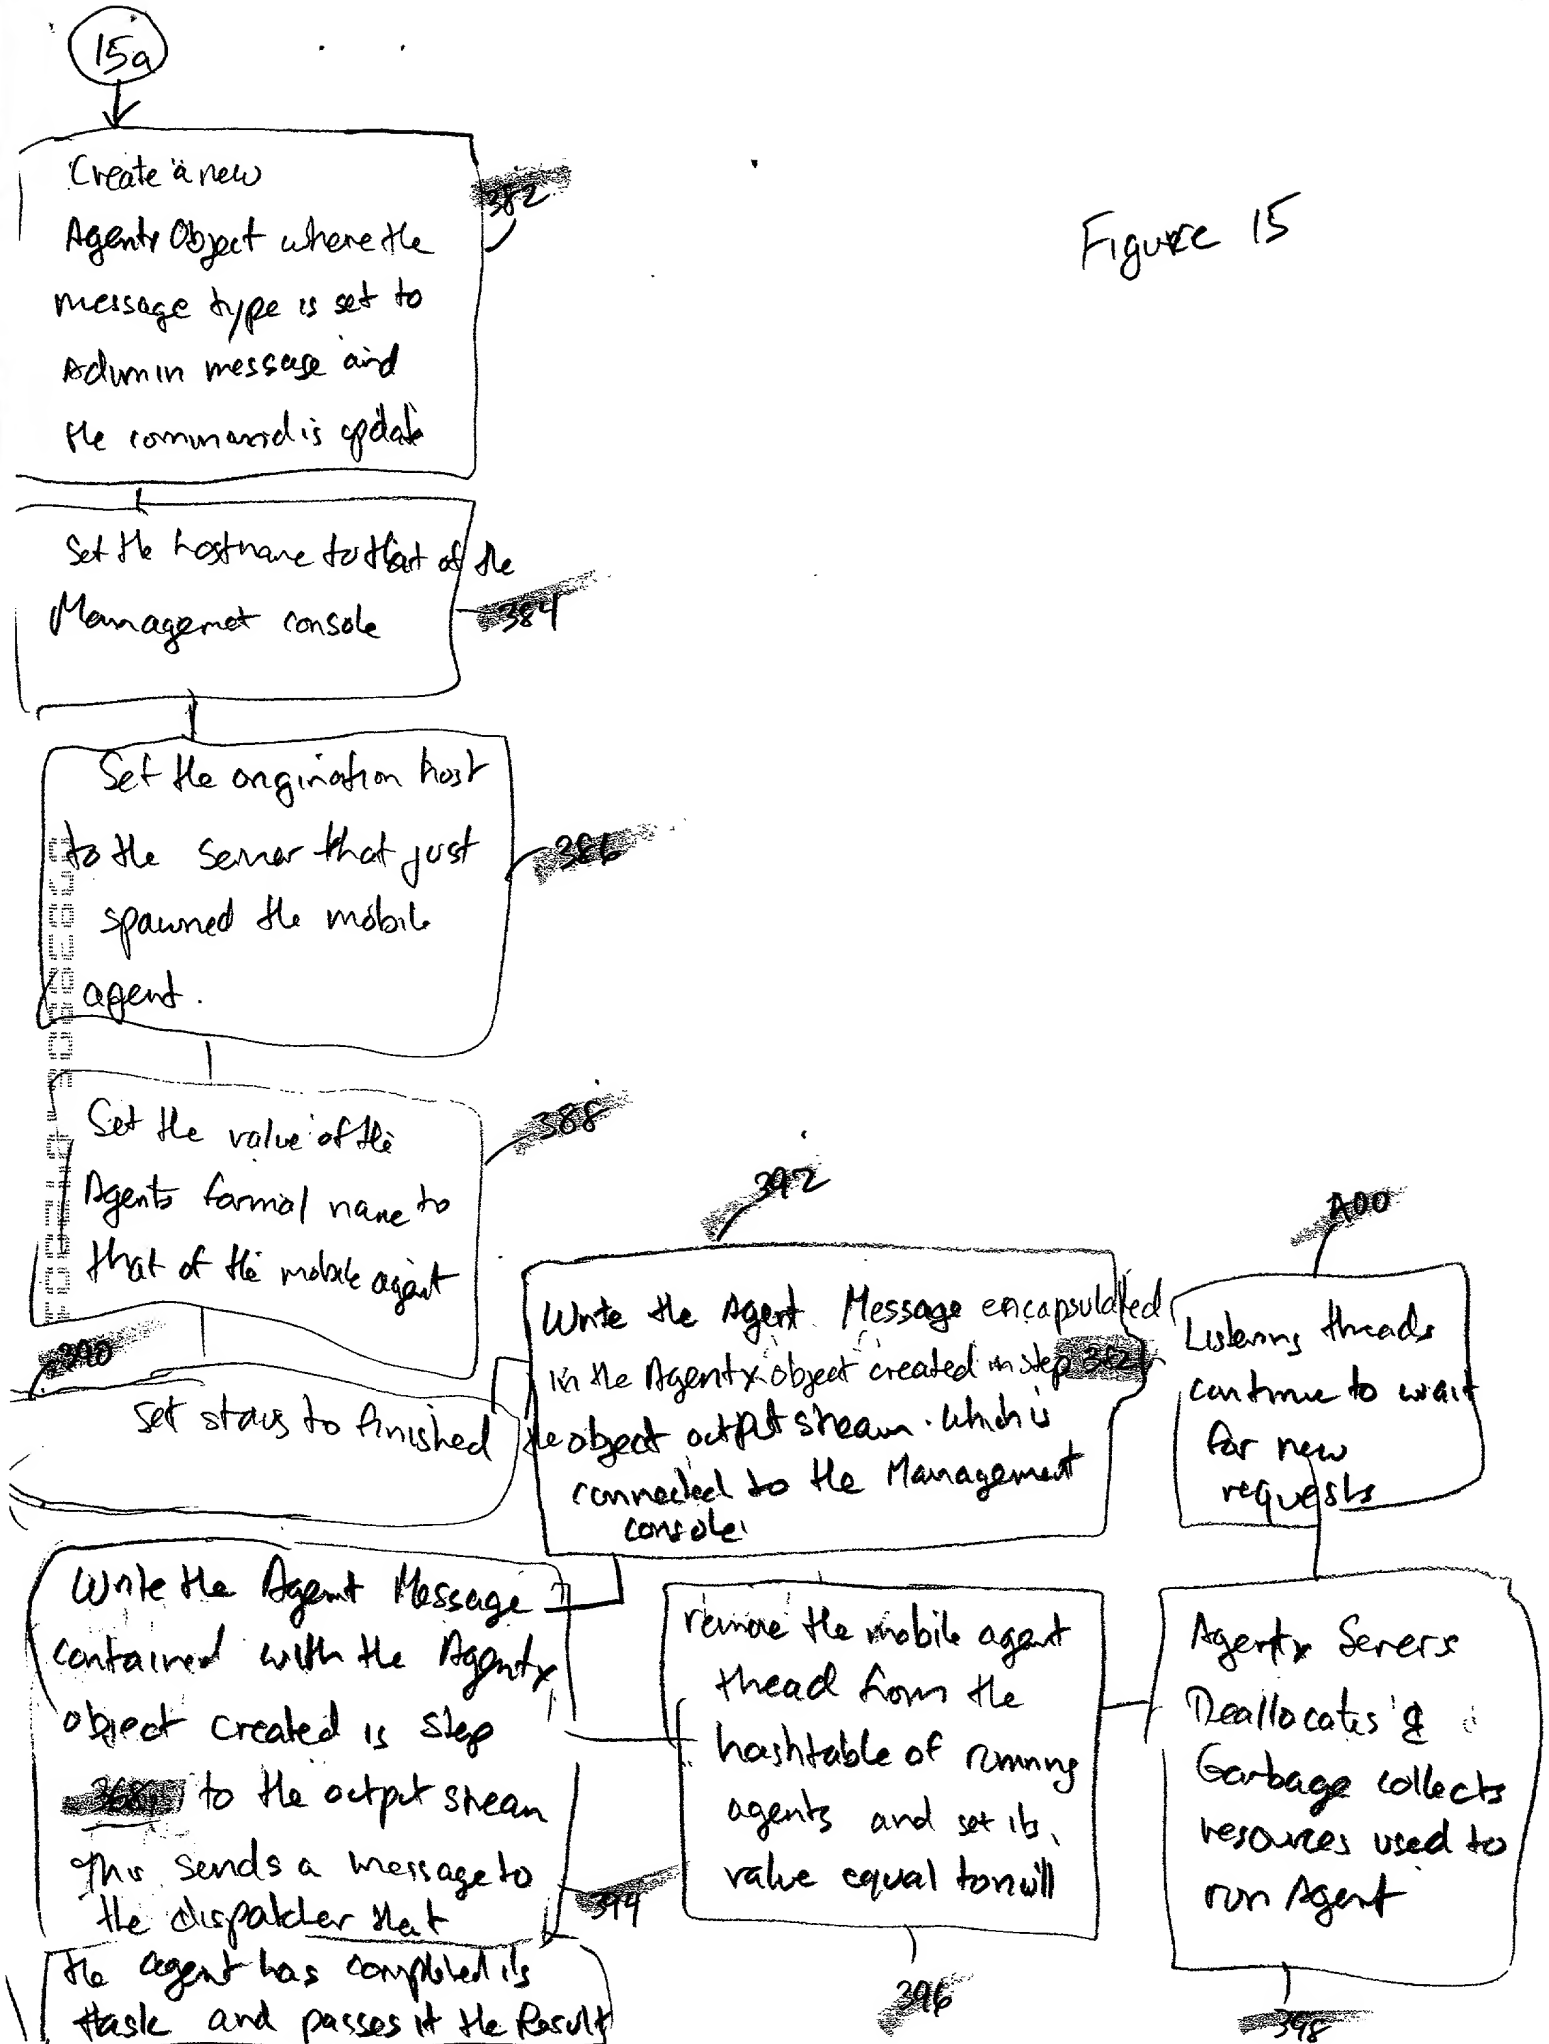 15a
Create a new
Agentx Object where the
message type is set to
Admin message and
the command is update
382
Figure 15
Set the hostname to that of the
Managemet console
384
Set the origination host
to the server that just
spawned the mobile
agent.
386
Set the value of the
Agents formal name to
that of the mobile agent
388
390
set staus to finished
392
Write the Agent Message encapsulated
in the Agentx object created in step 382
the object output stream. which is
connected to the Management
console.
Write the Agent Message
contained with the Agentx
object created is step
368 to the output stream
This sends a message to
the dispatcher that
the agent has completed its
task and passes it the Result
394
remove the mobile agent
thead from the
hashtable of running
agents and set its
value equal to null
396
Agentx Servers
Deallocates &
Garbage collects
resources used to
run Agent
398
Listening threads
continue to wait
for new
requests
A00